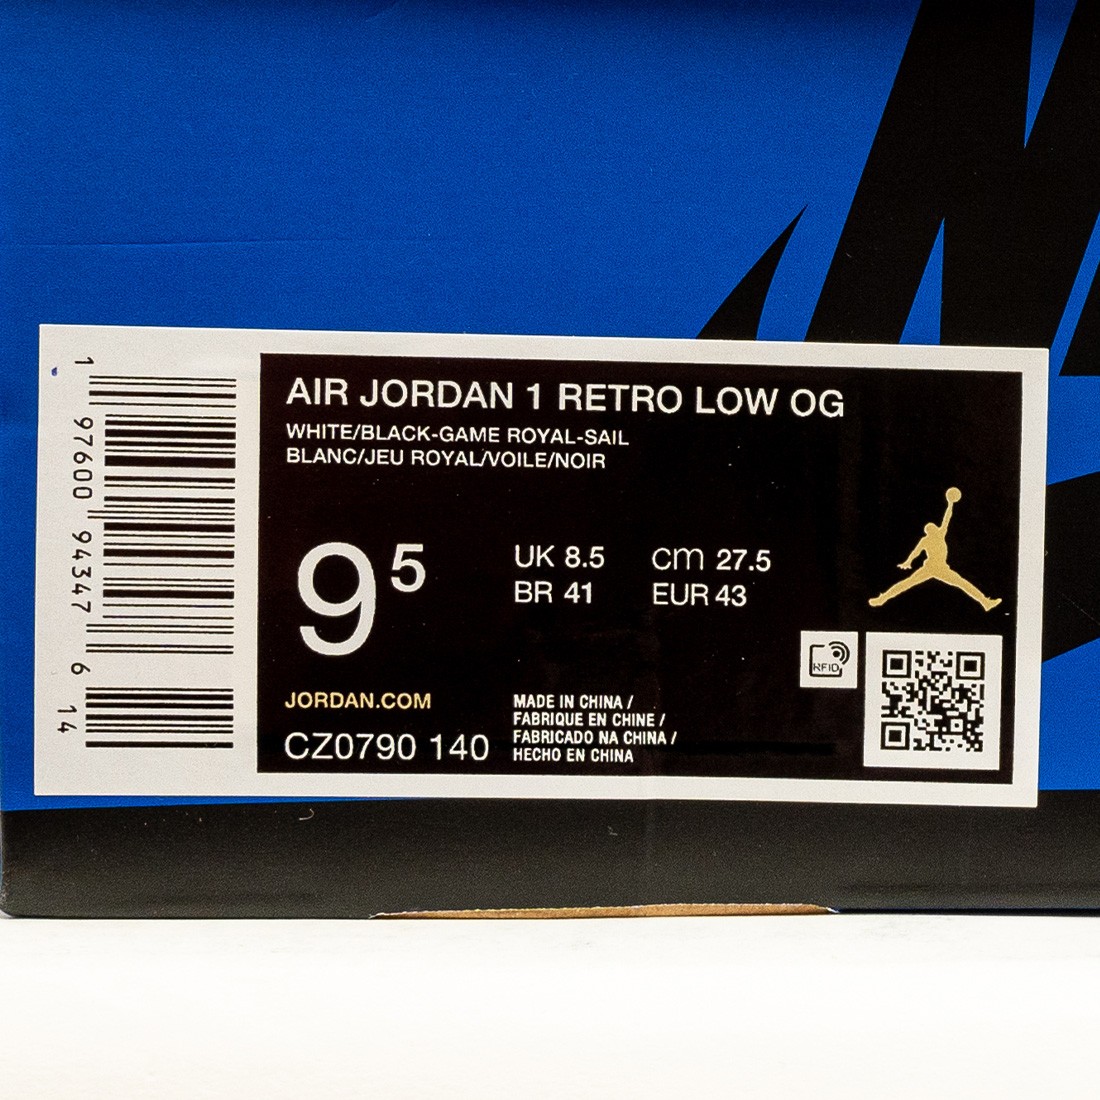 AIR JORDAN 1 RETRO LOW OG
WHITE/BLACK-GAME ROYAL-SAIL
BLANC/JEU ROYAL/VOILE/NOIR
9 5
UK 8.5 cm 27.5
BR 41 EUR 43
RFID
JORDAN.COM
CZ0790 140
MADE IN CHINA /
FABRIQUE EN CHINE /
FABRICADO NA CHINA /
HECHO EN CHINA
1 97600 94347 6 14